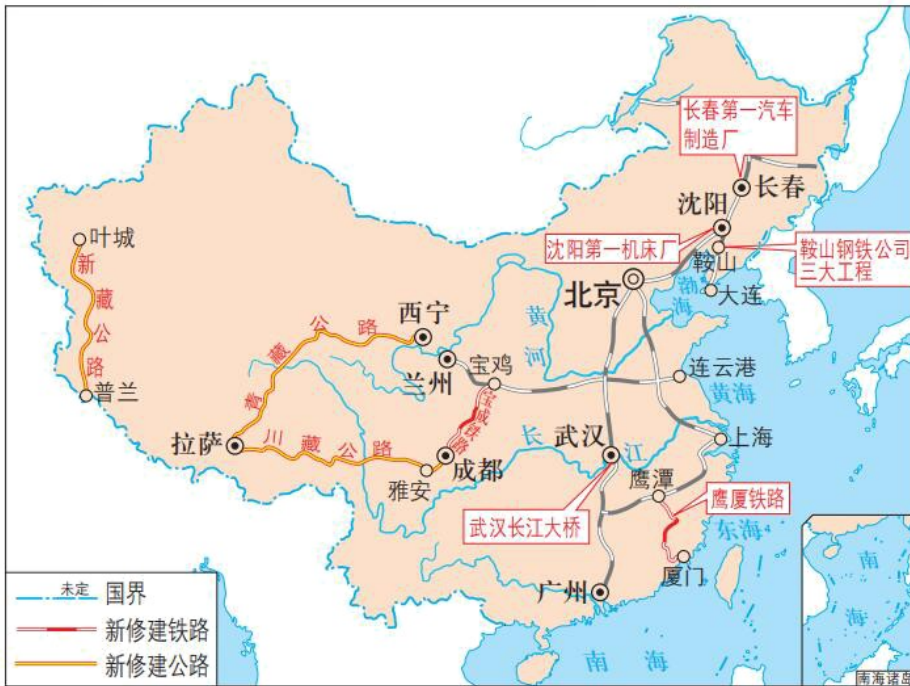 长春第一汽车
制造厂
长春
沈阳
沈阳第一机床厂
鞍山
鞍山钢铁公司
三大工程
叶城
新藏公路
普兰
北京
渤海
大连
西宁
青藏公路
黄河
兰州
宝鸡
连云港
黄海
宝成铁路
拉萨
川藏公路
雅安
成都
长江
武汉
上海
鹰潭
武汉长江大桥
鹰厦铁路
东海
厦门
广州
南海
南海
南海诸岛
未定 国界
新修建铁路
新修建公路